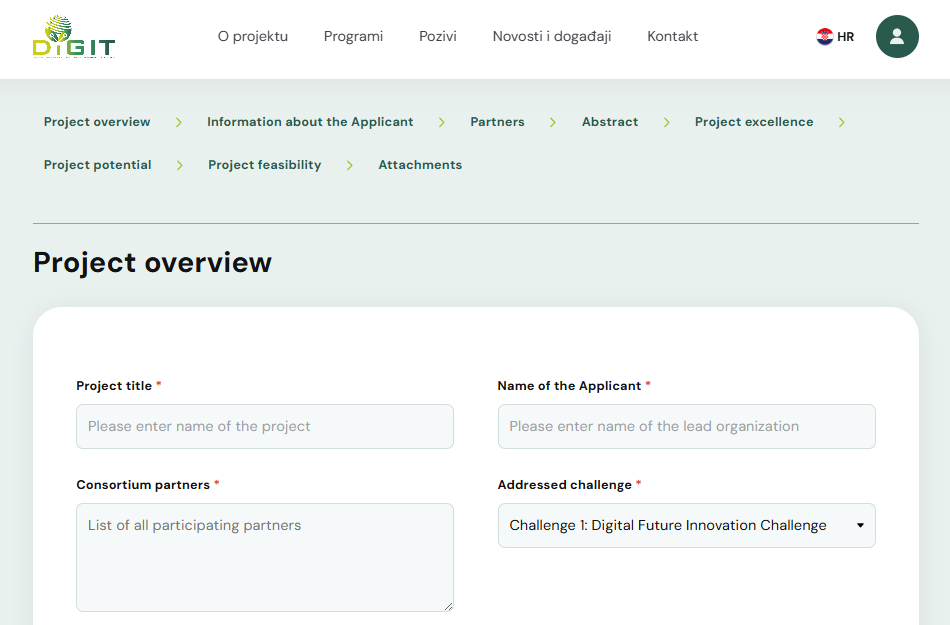 DIGIT
O projektu
Programi
Pozivi
Novosti i događaji
Kontakt
HR
Project overview
Information about the Applicant
Partners
Abstract
Project excellence
Project potential
Project feasibility
Attachments
Project overview
Project title *
Name of the Applicant *
Please enter name of the project
Please enter name of the lead organization
Consortium partners *
Addressed challenge *
List of all participating partners
Challenge 1: Digital Future Innovation Challenge